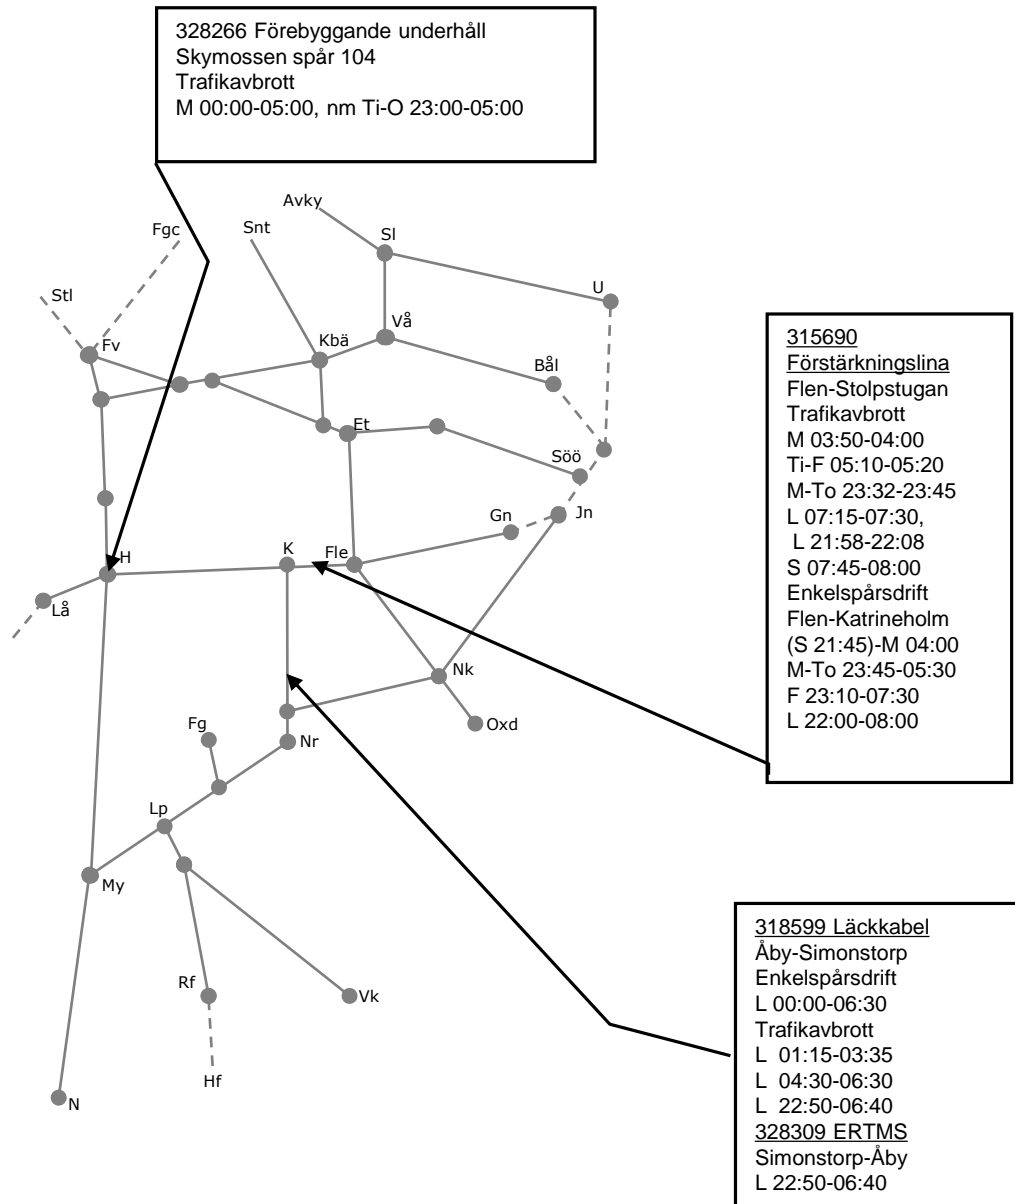 328266 Förebyggande underhåll
Skymossen spår 104
Trafikavbrott
M 00:00-05:00, nm Ti-O 23:00-05:00
Avky
Fgc
Snt
Sl
Stl
U
Vå
Fv
Kbä
Bål
Et
Söö
Gn
Jn
H
K
Fle
Lå
Nk
Fg
Oxd
Nr
Lp
My
Rf
Vk
Hf
N
315690
Förstärkningslina
Flen-Stolpstugan
Trafikavbrott
M 03:50-04:00
Ti-F 05:10-05:20
M-To 23:32-23:45
L 07:15-07:30,
L 21:58-22:08
S 07:45-08:00
Enkelspårsdrift
Flen-Katrineholm
(S 21:45)-M 04:00
M-To 23:45-05:30
F 23:10-07:30
L 22:00-08:00
318599 Läckkabel
Åby-Simonstorp
Enkelspårsdrift
L 00:00-06:30
Trafikavbrott
L 01:15-03:35
L 04:30-06:30
L 22:50-06:40
328309 ERTMS
Simonstorp-Åby
L 22:50-06:40